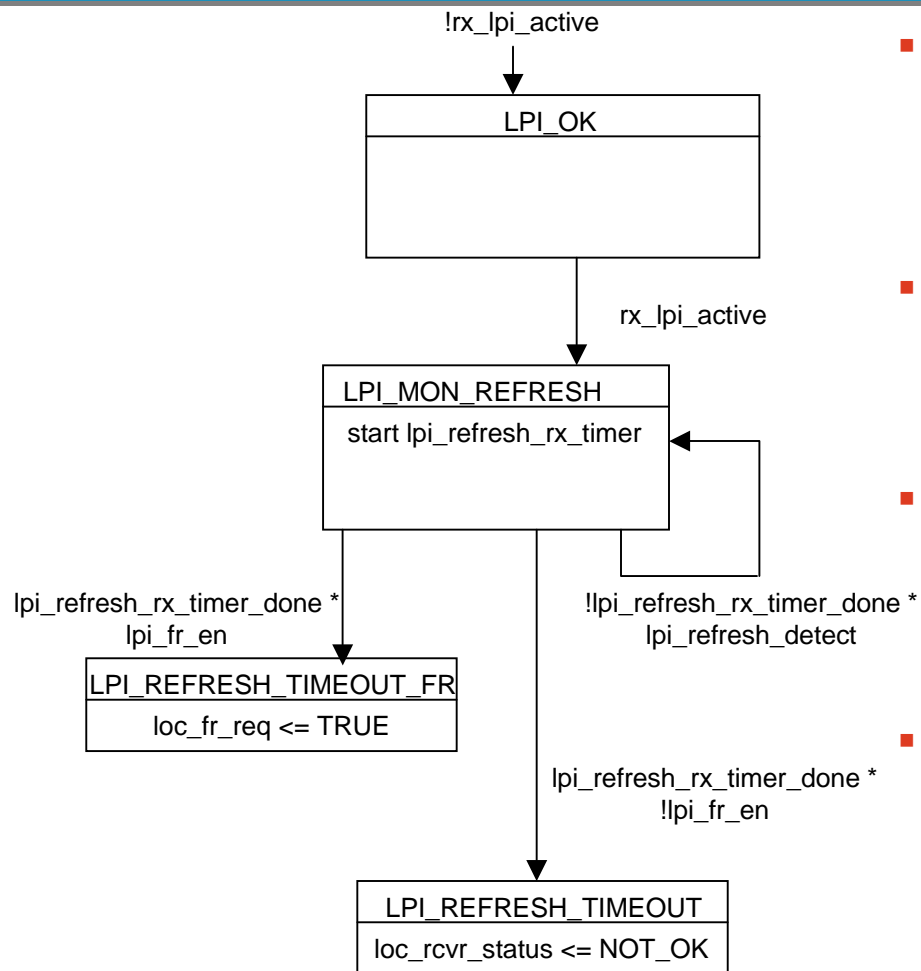 !rx_lpi_active
LPI_OK
rx_lpi_active
LPI_MON_REFRESH
start lpi_refresh_rx_timer
lpi_refresh_rx_timer_done *
lpi_fr_en
!lpi_refresh_rx_timer_done *
lpi_refresh_detect
LPI_REFRESH_TIMEOUT_FR
loc_fr_req <= TRUE
lpi_refresh_rx_timer_done *
!lpi_fr_en
LPI_REFRESH_TIMEOUT
loc_rcvr_status <= NOT_OK